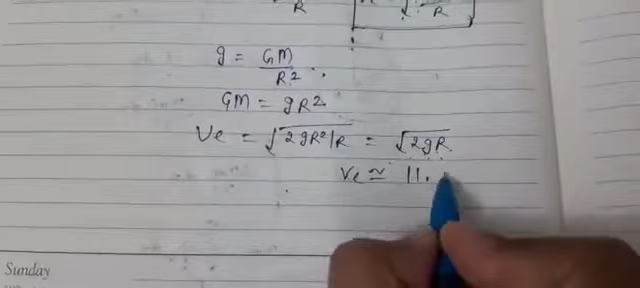 R
R
g = GM / R²
GM = gR²
Ve = √2gR²/R = √2gR
Ve ≃ 11.
Sunday